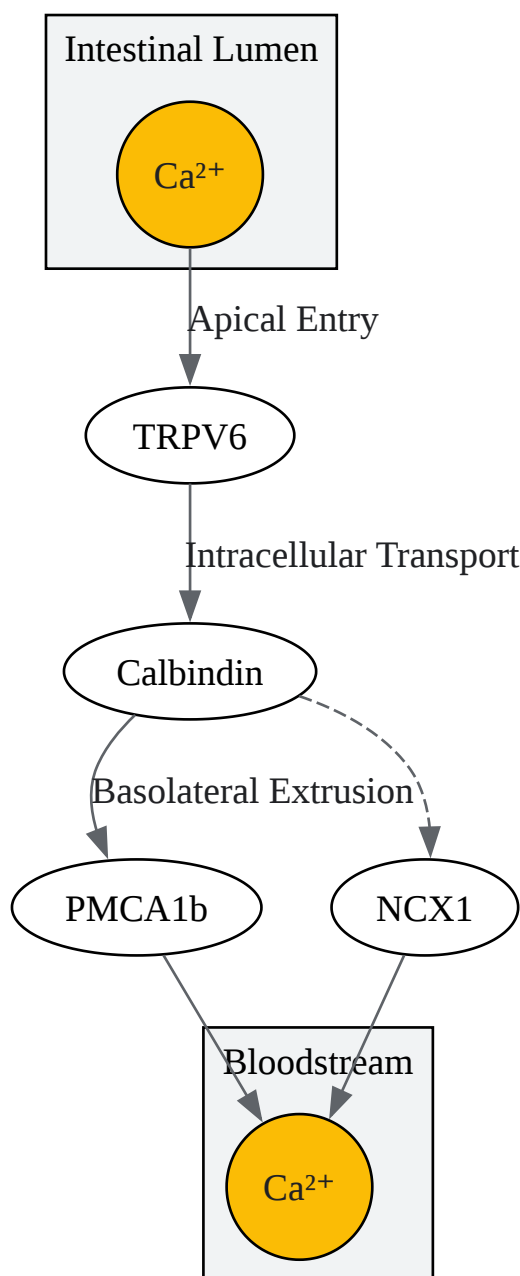 Intestinal Lumen
Ca²⁺
Apical Entry
TRPV6
Intracellular Transport
Calbindin
Basolateral Extrusion
PMCA1b
NCX1
Bloodstream
Ca²⁺